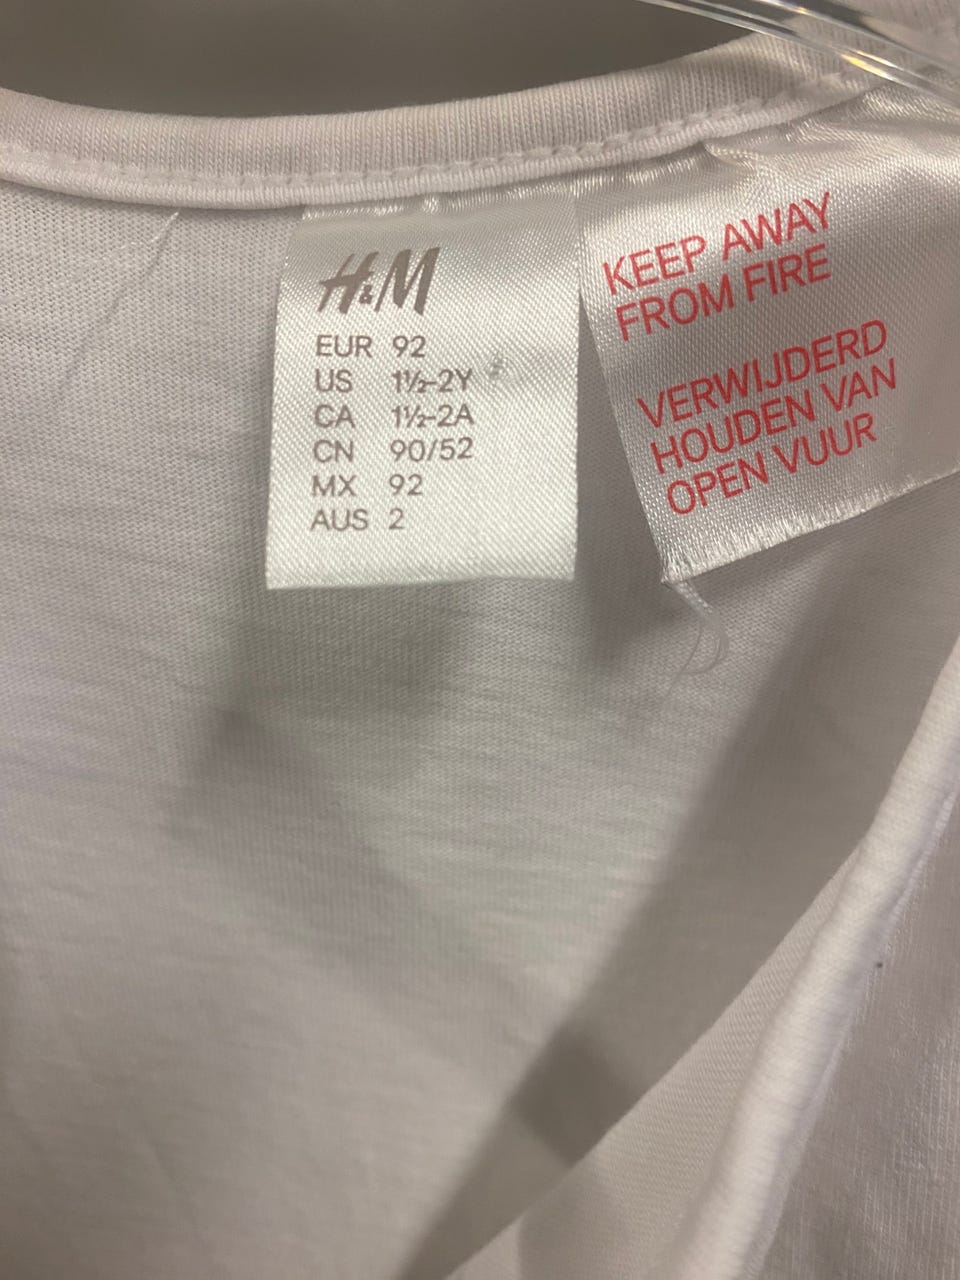 H&M
EUR 92
US 1½-2Y
CA 1½-2A
CN 90/52
MX 92
AUS 2
KEEP AWAY
FROM FIRE
VERWIJDERD
HOUDEN VAN
OPEN VUUR